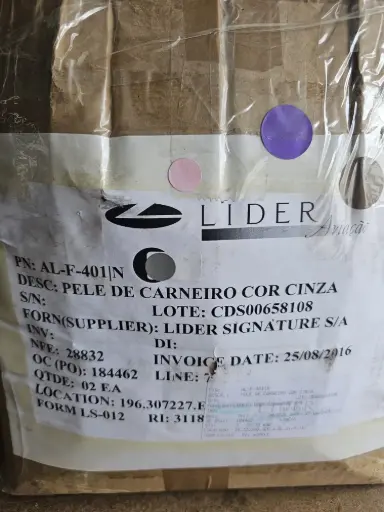 LIDER
Aviação
PN: AL-F-401|N
DESC: PELE DE CARNEIRO COR CINZA
S/N: LOTE: CDS00658108
FORN(SUPPLIER): LIDER SIGNATURE S/A
INV: DI:
NFE: 28832 INVOICE DATE: 25/08/2016
OC (PO): 184462 LINE: 7
QTDE: 02 EA
LOCATION: 196.307227.E
FORM LS-012 RI: 3118